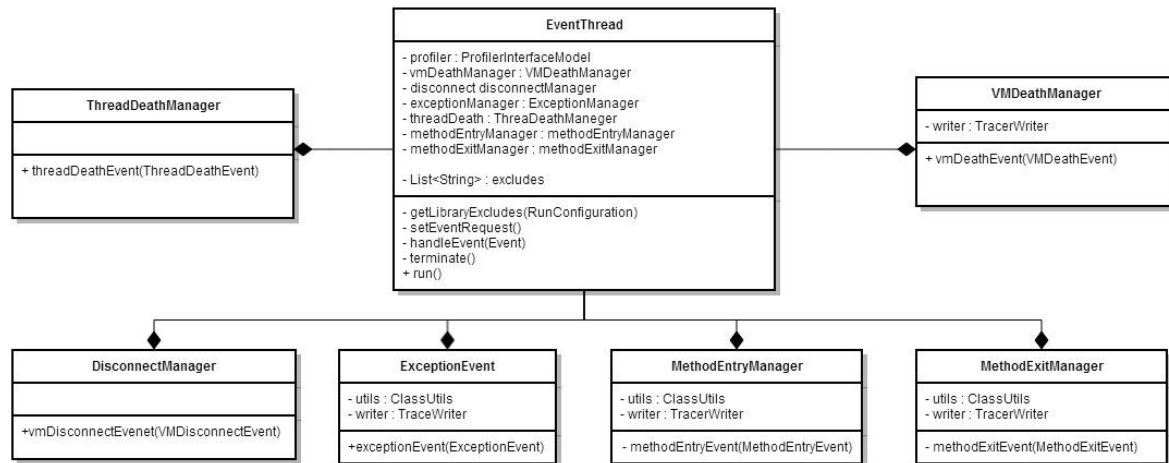 EventThread
- profiler : ProfilerInterfaceModel
- vmDeathManager : VMDeathManager
- disconnect disconnectManager
- exceptionManager : ExceptionManager
- threadDeath : ThreaDeathManeger
- methodEntryManager : methodEntryManager
- methodExitManager : methodExitManager
- List<String> : excludes
- getLibraryExcludes(RunConfiguration)
- setEventRequest()
- handleEvent(Event)
- terminate()
+ run()
ThreadDeathManager
+ threadDeathEvent(ThreadDeathEvent)
VMDeathManager
- writer : TracerWriter
+ vmDeathEvent(VMDeathEvent)
DisconnectManager
+vmDisconnectEvenet(VMDisconnectEvent)
ExceptionEvent
- utils : ClassUtils
- writer : TraceWriter
+exceptionEvent(ExceptionEvent)
MethodEntryManager
- utils : ClassUtils
- writer : TracerWriter
- methodEntryEvent(MethodEntryEvent)
MethodExitManager
- utils : ClassUtils
- writer : TracerWriter
- methodExitEvent(MethodExitEvent)